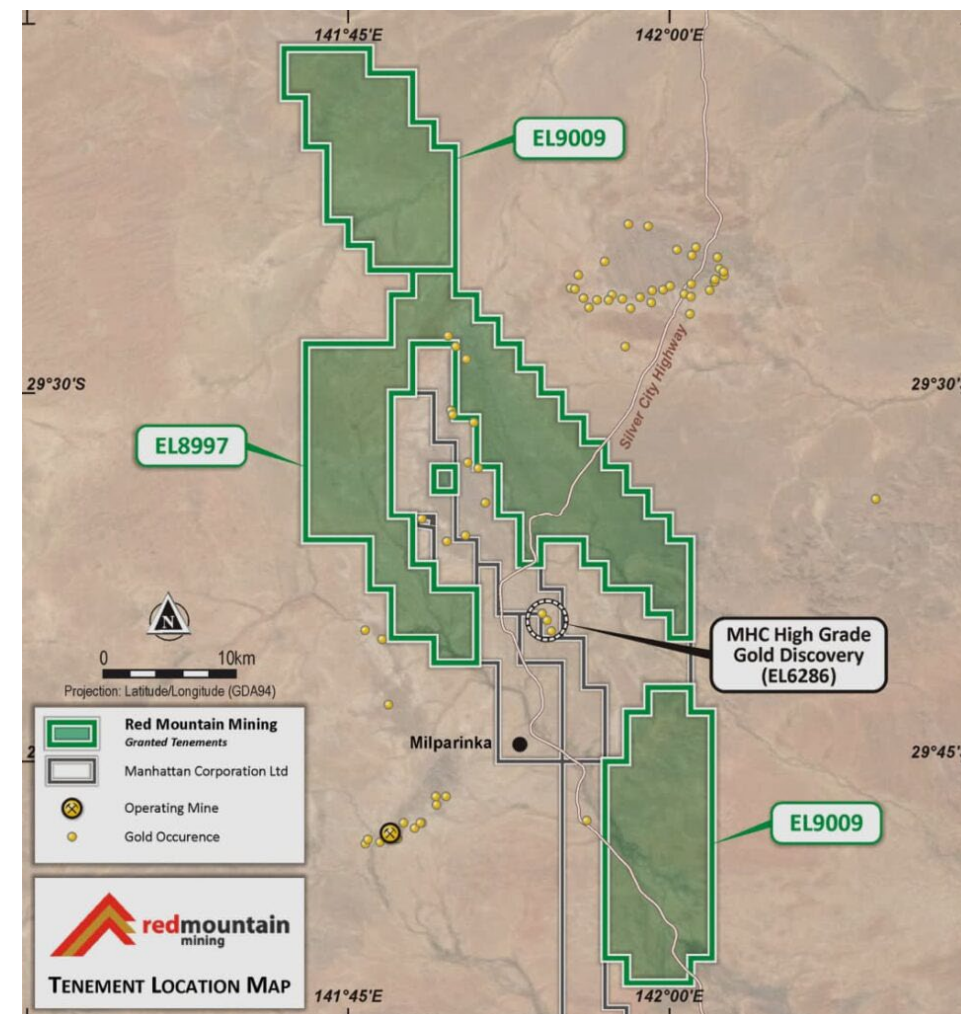 141°45'E
142°00'E
EL9009
Silver City Highway
29°30'S
29°30'
EL8997
N
0
10km
Projection: Latitude/Longitude (GDA94)
MHC High Grade
Gold Discovery
(EL6286)
Red Mountain Mining
Granted Tenements
Manhattan Corporation Ltd
Operating Mine
Gold Occurence
Milparinka
2
29°45'
EL9009
redmountain
mining
TENEMENT LOCATION MAP
141°45'E
142°00'E